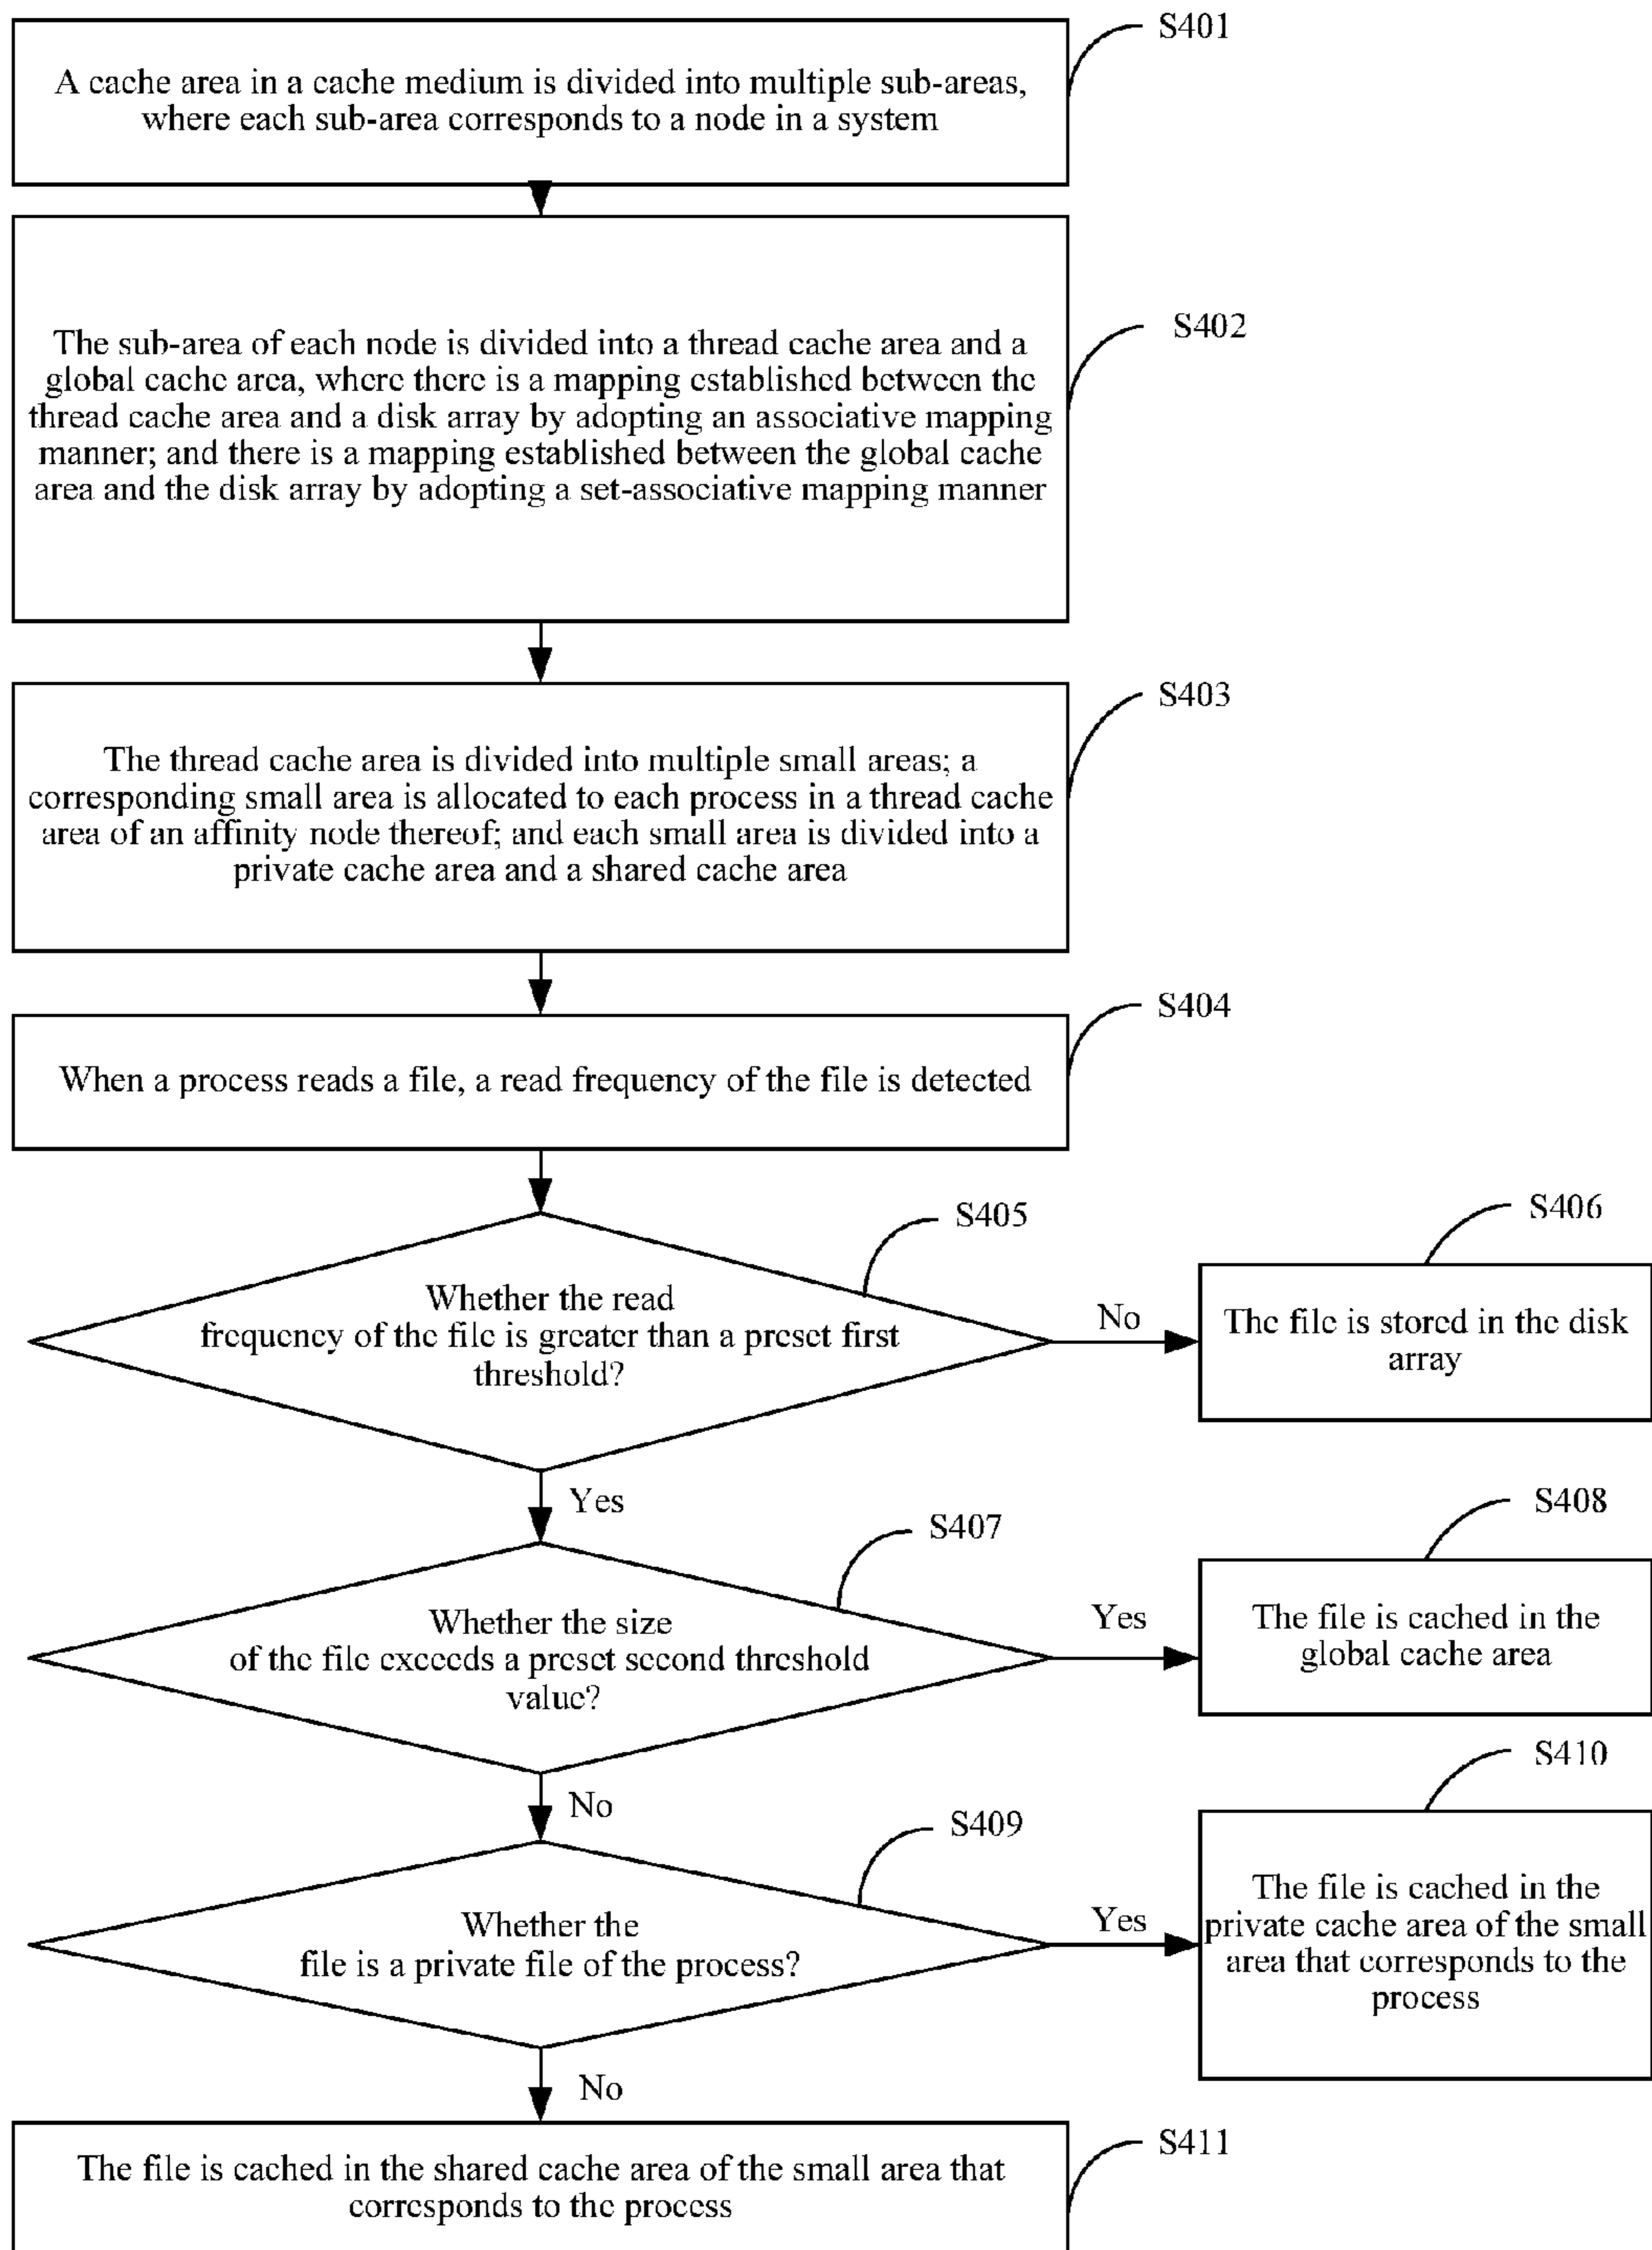 S401
A cache area in a cache medium is divided into multiple sub-areas,
where each sub-area corresponds to a node in a system
S402
The sub-area of each node is divided into a thread cache area and a
global cache area, where there is a mapping established between the
thread cache area and a disk array by adopting an associative mapping
manner; and there is a mapping established between the global cache
area and the disk array by adopting a set-associative mapping manner
S403
The thread cache area is divided into multiple small areas; a
corresponding small area is allocated to each process in a thread cache
area of an affinity node thereof; and each small area is divided into a
private cache area and a shared cache area
S404
When a process reads a file, a read frequency of the file is detected
S405
Whether the read
frequency of the file is greater than a preset first
threshold?
No
S406
The file is stored in the disk
array
Yes
S407
Whether the size
of the file exceeds a preset second threshold
value?
Yes
S408
The file is cached in the
global cache area
No
S409
Whether the
file is a private file of the process?
Yes
S410
The file is cached in the
private cache area of the small
area that corresponds to the
process
No
S411
The file is cached in the shared cache area of the small area that
corresponds to the process